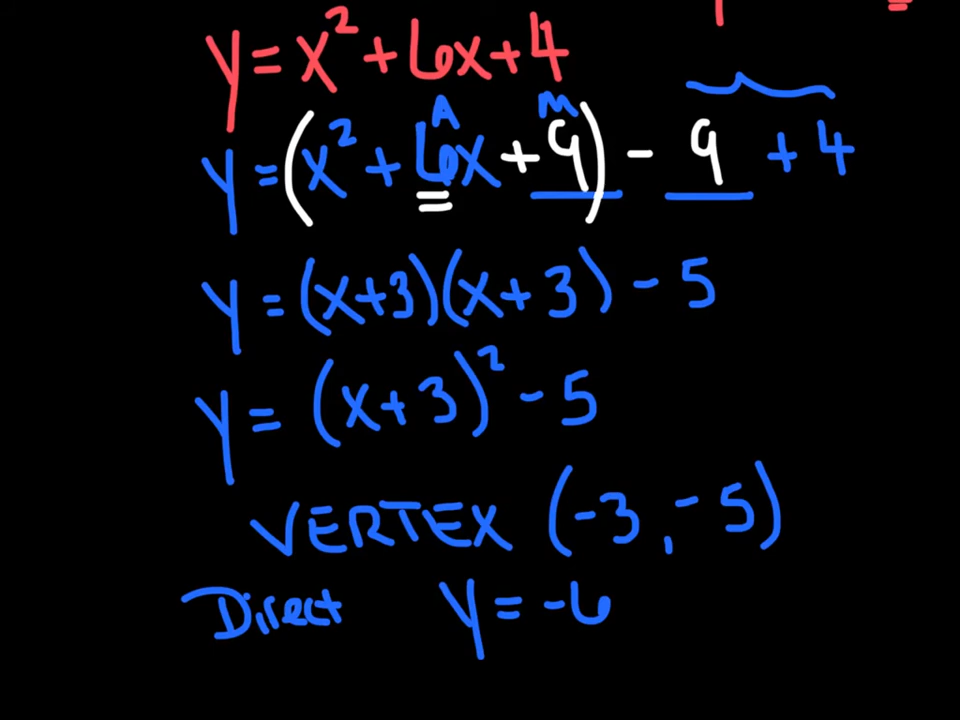 y = x² + 6x + 4
A M
y = (x² + 6x + 9) - 9 + 4
y = (x+3)(x+3) - 5
y = (x+3)² - 5
VERTEX (-3, -5)
Direct y = -6